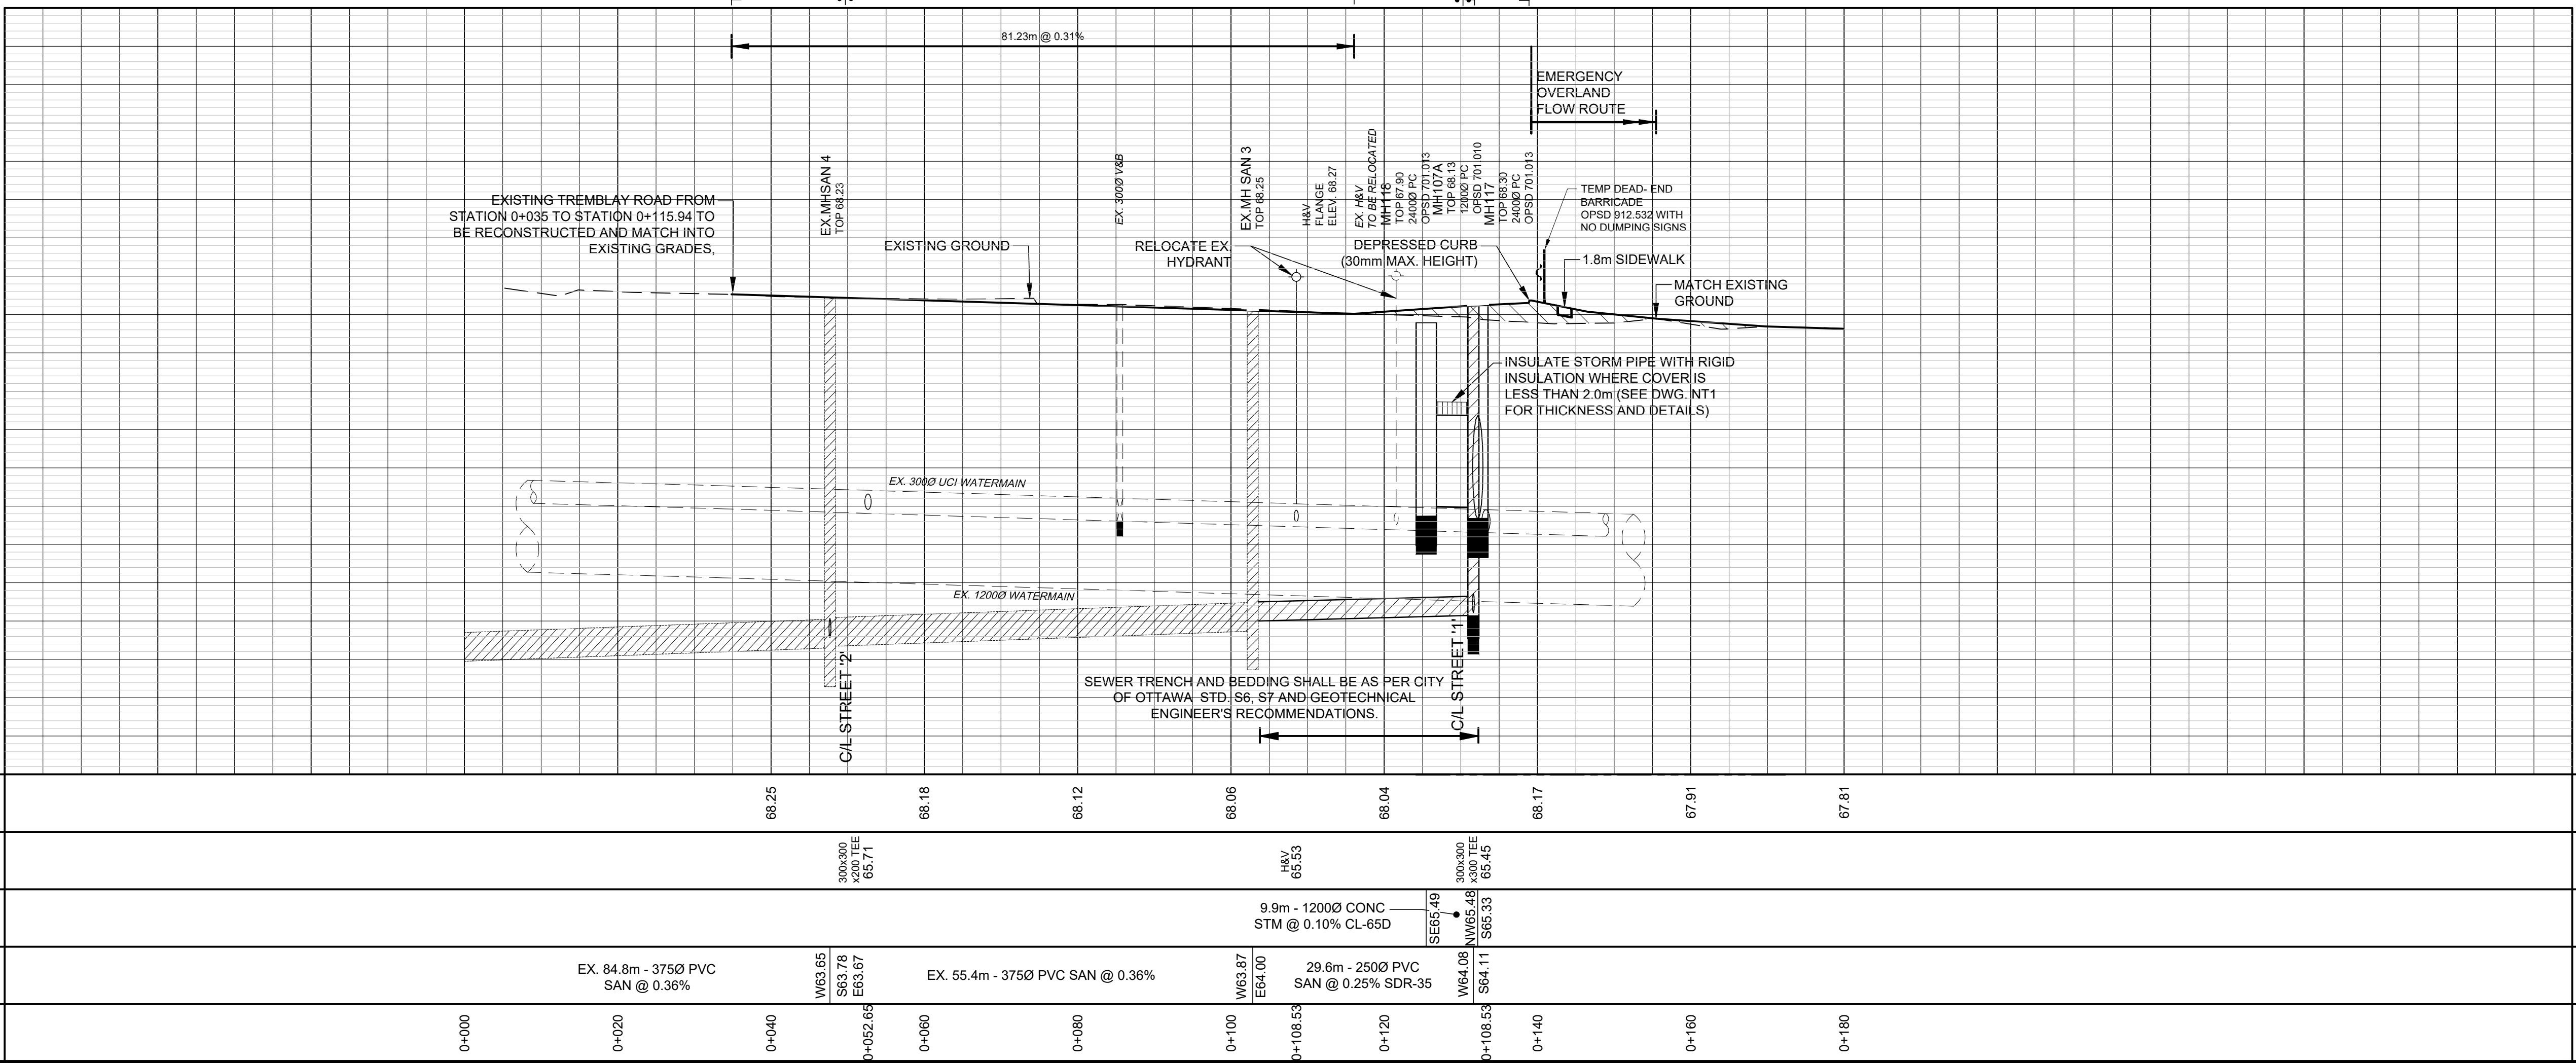 81.23m @ 0.31%
EMERGENCY
OVERLAND
FLOW ROUTE
EXISTING TREMBLAY ROAD FROM
STATION 0+035 TO STATION 0+115.94 TO
BE RECONSTRUCTED AND MATCH INTO
EXISTING GRADES,
EX.MHSAN 4
TOP 68.23
EXISTING GROUND
EX. 300Ø V&B
EX.MH SAN 3
TOP 68.25
RELOCATE EX.
HYDRANT
H&V
FLANGE
ELEV. 68.27
EX. H&V
TO BE RELOCATED
MH118
TOP 67.90
2400Ø PC
OPSD 701.013
MH107A
TOP 68.13
1200Ø PC
OPSD 701.010
MH117
TOP 68.30
2400Ø PC
OPSD 701.013
DEPRESSED CURB
(30mm MAX. HEIGHT)
TEMP DEAD- END
BARRICADE
OPSD 912.532 WITH
NO DUMPING SIGNS
1.8m SIDEWALK
MATCH EXISTING
GROUND
INSULATE STORM PIPE WITH RIGID
INSULATION WHERE COVER IS
LESS THAN 2.0m (SEE DWG. NT1
FOR THICKNESS AND DETAILS)
EX. 300Ø UCI WATERMAIN
EX. 1200Ø WATERMAIN
C/L STREET '2'
SEWER TRENCH AND BEDDING SHALL BE AS PER CITY
OF OTTAWA STD. S6, S7 AND GEOTECHNICAL
ENGINEER'S RECOMMENDATIONS.
C/L STREET '1'
68.25
68.18
68.12
68.06
68.04
68.17
67.91
67.81
300x300
x200 TEE
65.71
H&V
65.53
300x300
x300 TEE
65.45
9.9m - 1200Ø CONC
STM @ 0.10% CL-65D
SE65.49
NW65.48
S65.33
EX. 84.8m - 375Ø PVC
SAN @ 0.36%
W63.65
S63.78
E63.67
EX. 55.4m - 375Ø PVC SAN @ 0.36%
W63.87
E64.00
29.6m - 250Ø PVC
SAN @ 0.25% SDR-35
W64.08
S64.11
0+000
0+020
0+040
0+052.65
0+060
0+080
0+100
0+108.53
0+120
0+108.53
0+140
0+160
0+180